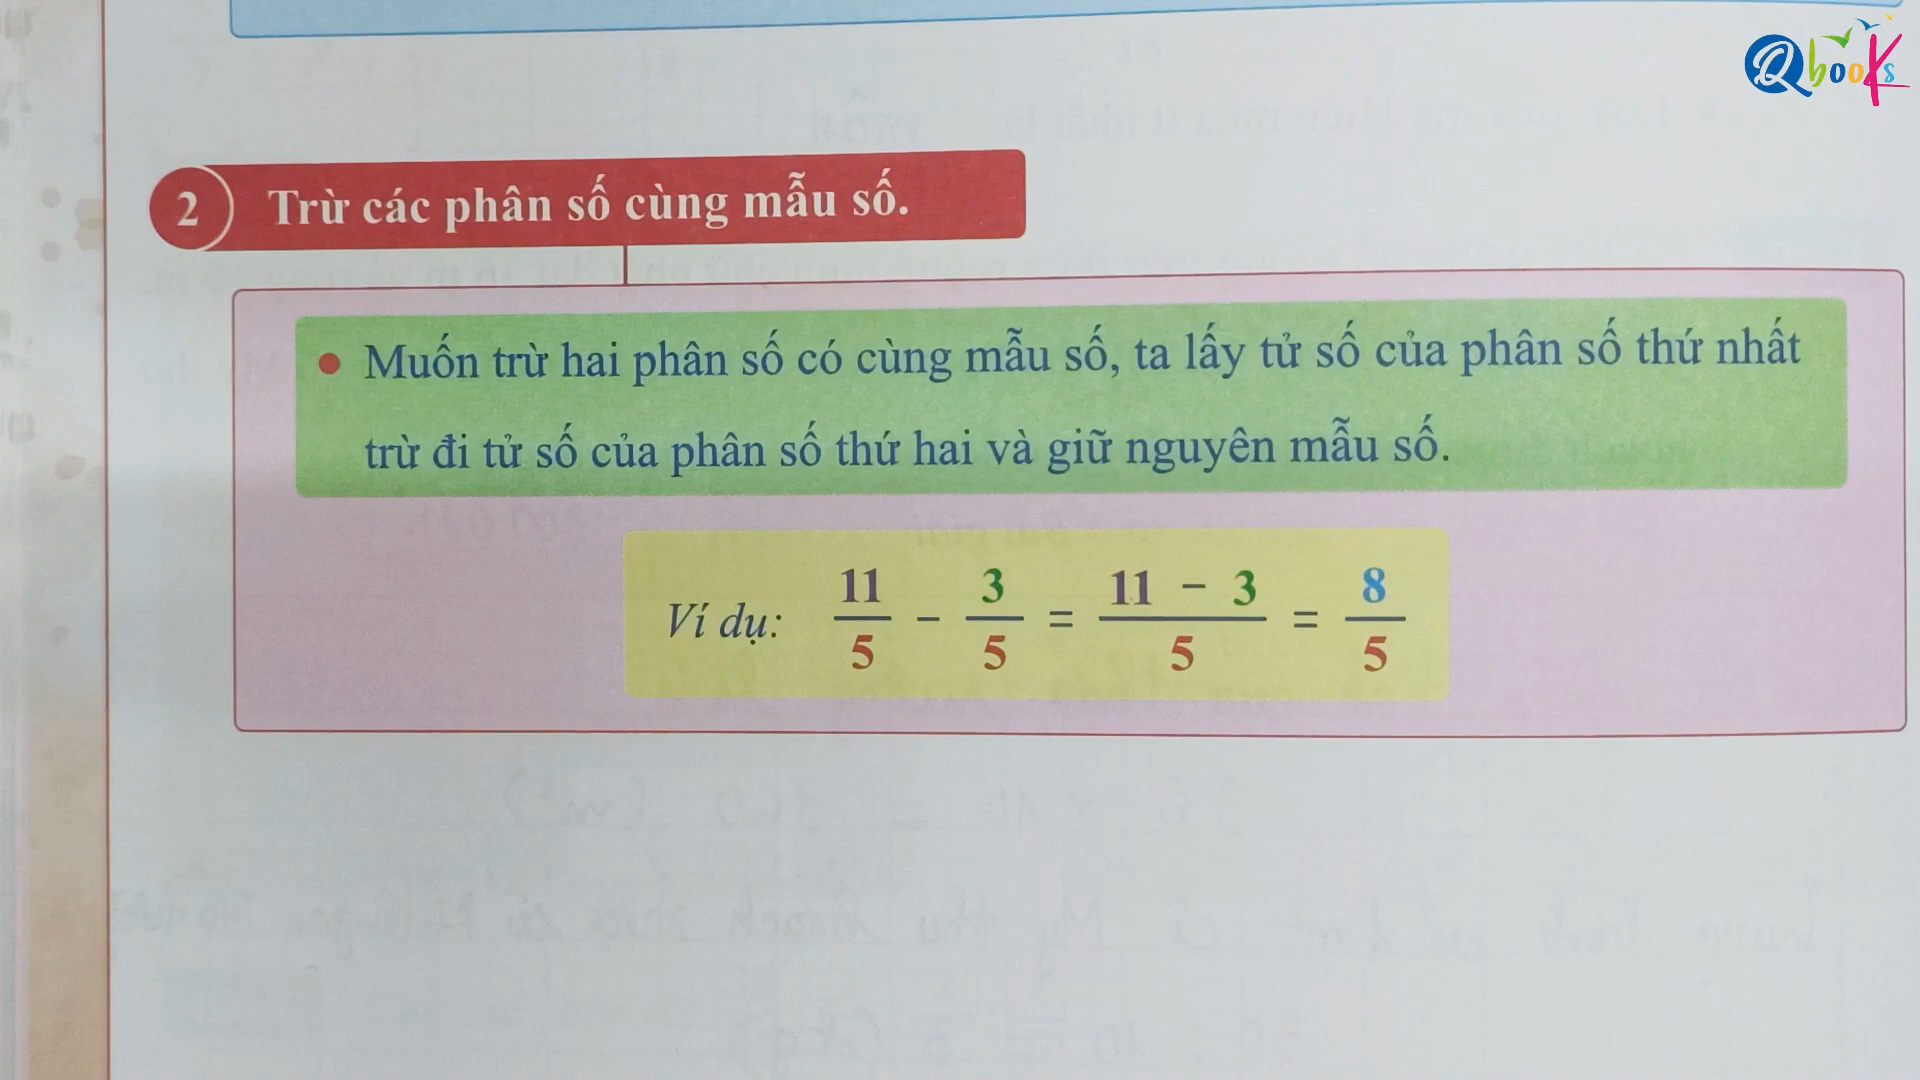 Qbooks
2 Trừ các phân số cùng mẫu số.
• Muốn trừ hai phân số có cùng mẫu số, ta lấy tử số của phân số thứ nhất
trừ đi tử số của phân số thứ hai và giữ nguyên mẫu số.
Ví dụ: 11/5 - 3/5 = (11 - 3)/5 = 8/5